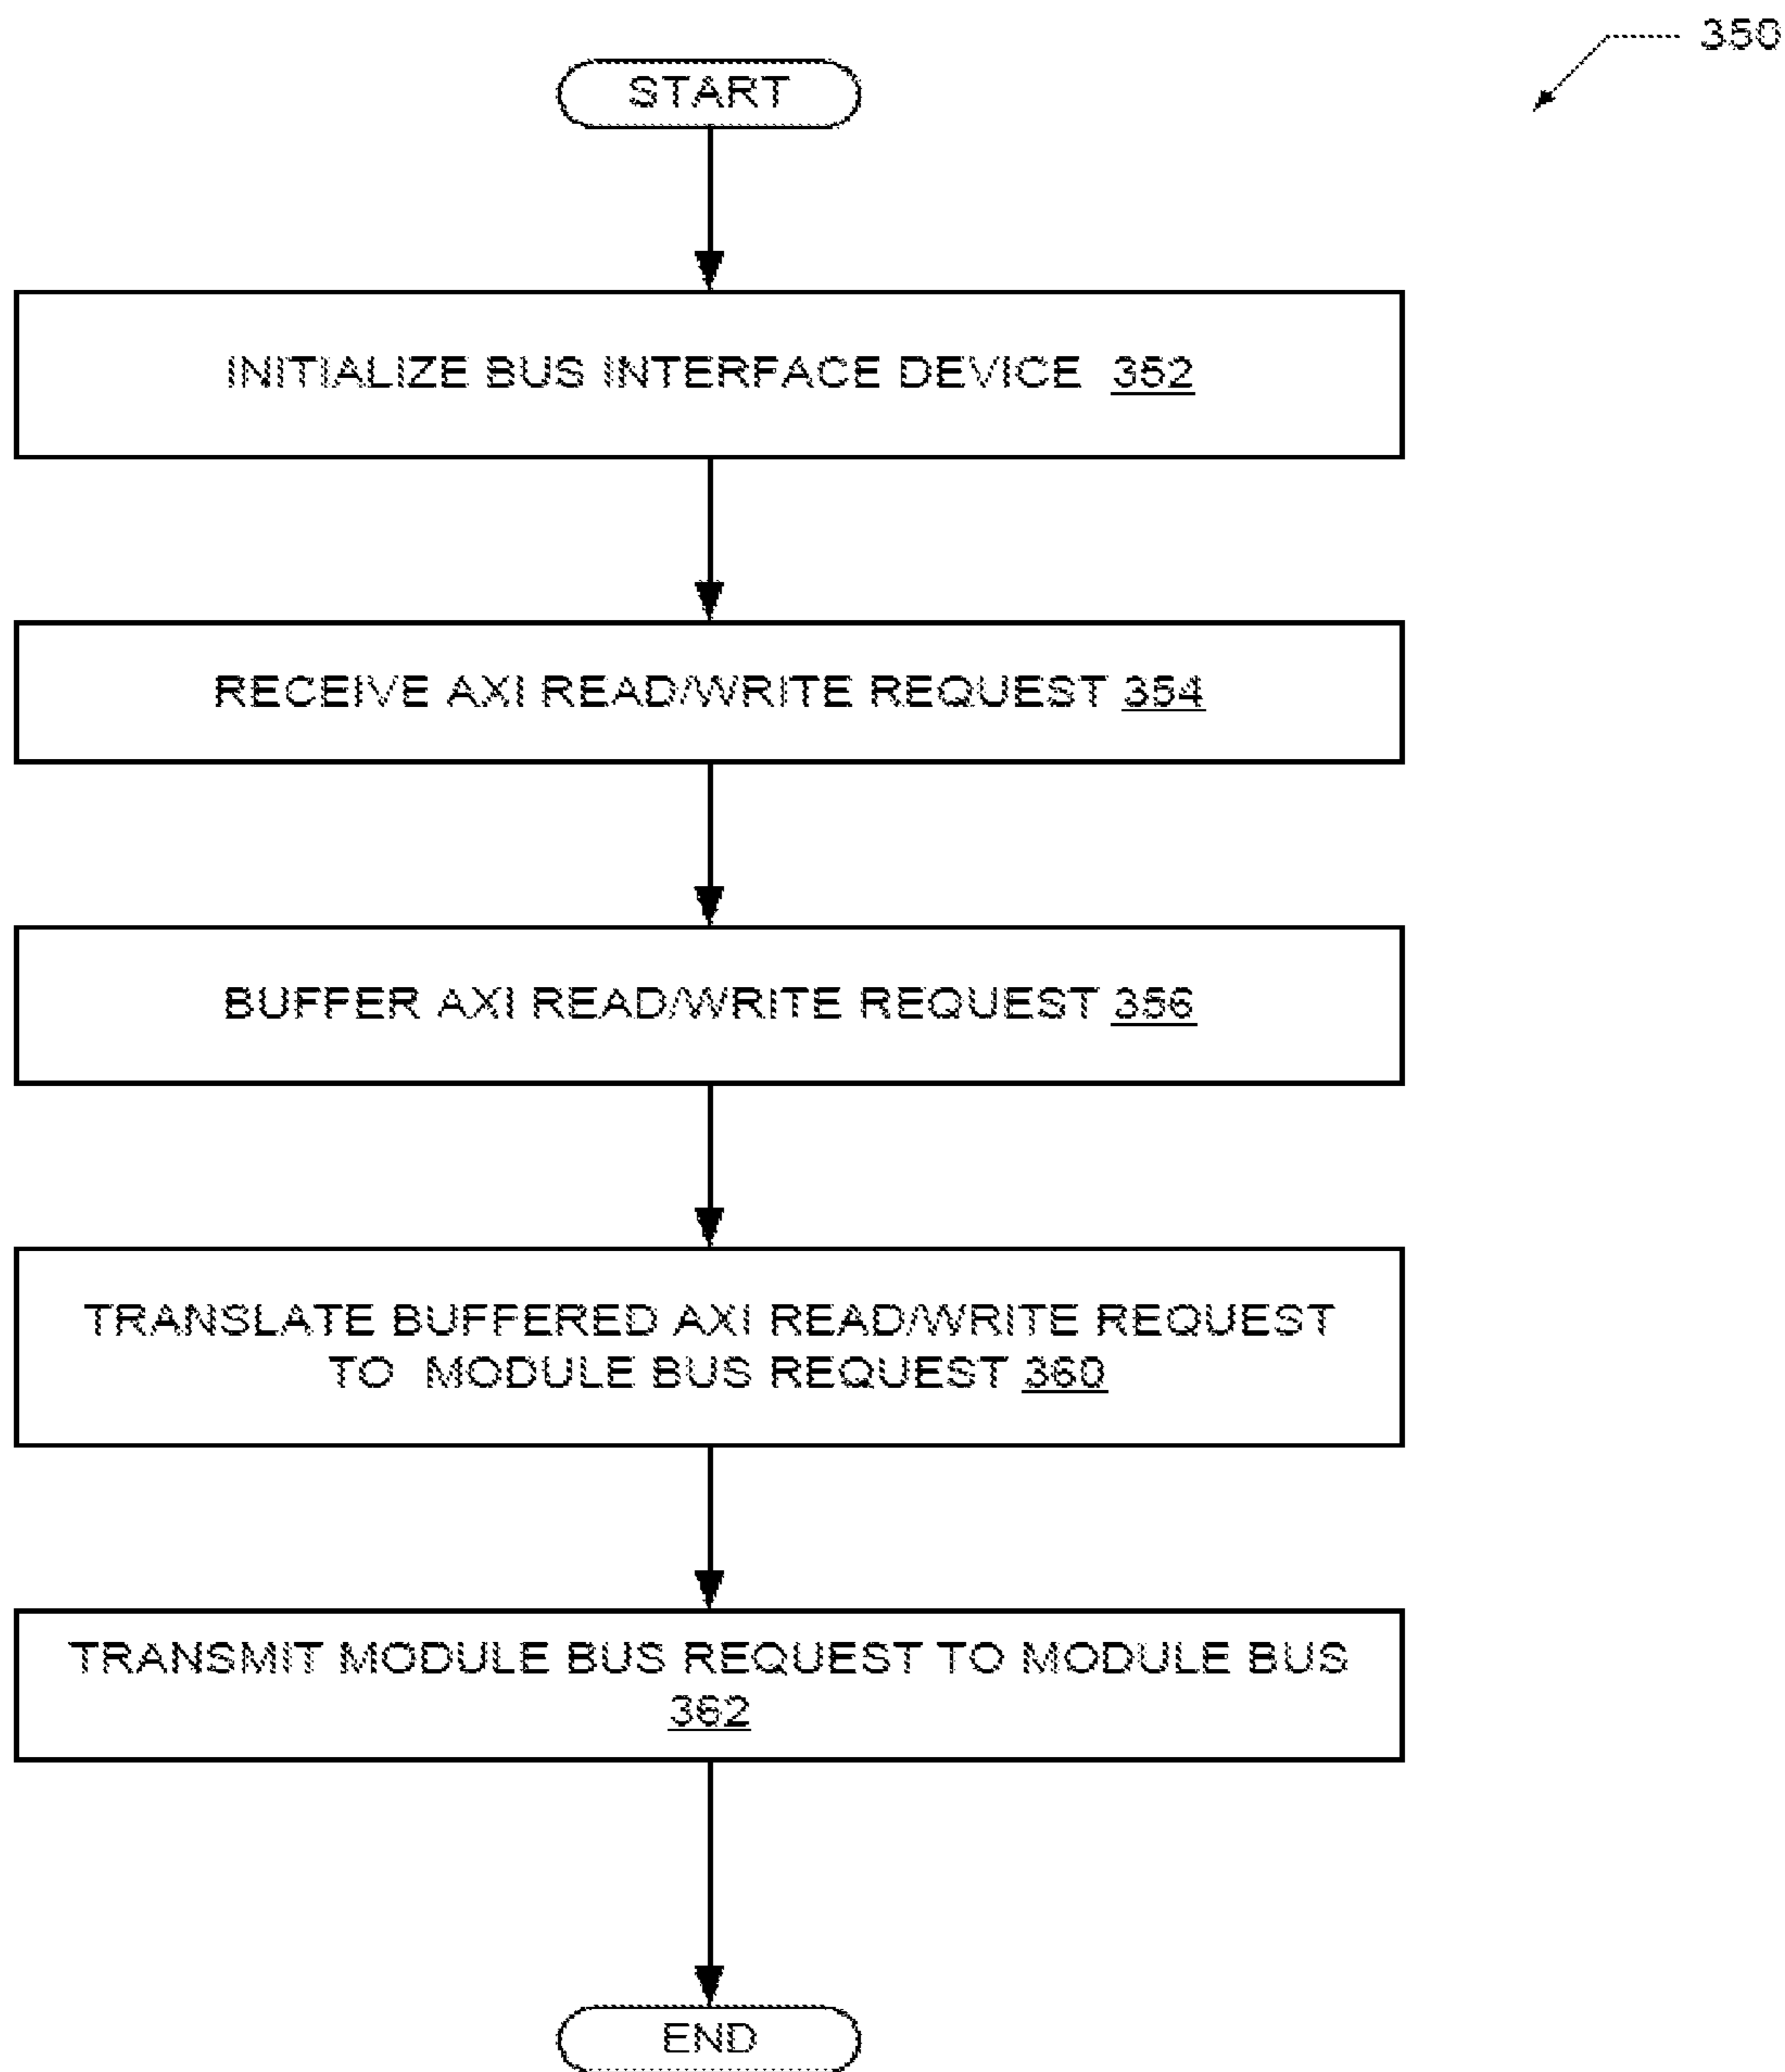 350
START
INITIALIZE BUS INTERFACE DEVICE 352
RECEIVE AXI READ/WRITE REQUEST 354
BUFFER AXI READ/WRITE REQUEST 356
TRANSLATE BUFFERED AXI READ/WRITE REQUEST
TO MODULE BUS REQUEST 360
TRANSMIT MODULE BUS REQUEST TO MODULE BUS
362
END